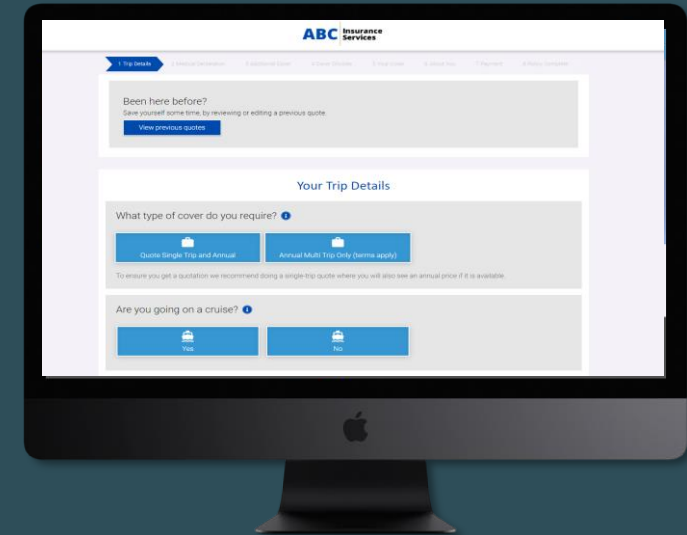 ABC Insurance
Services
1 Trip Details
Been here before?
Save yourself some time, by reviewing or editing a previous quote.
View previous quotes
Your Trip Details
What type of cover do you require?
Quote Single Trip and Annual
Annual Multi Trip Only (terms apply)
To ensure you get a quotation we recommend doing a single-trip quote where you will also see an annual price if it is available.
Are you going on a cruise?
Yes
No